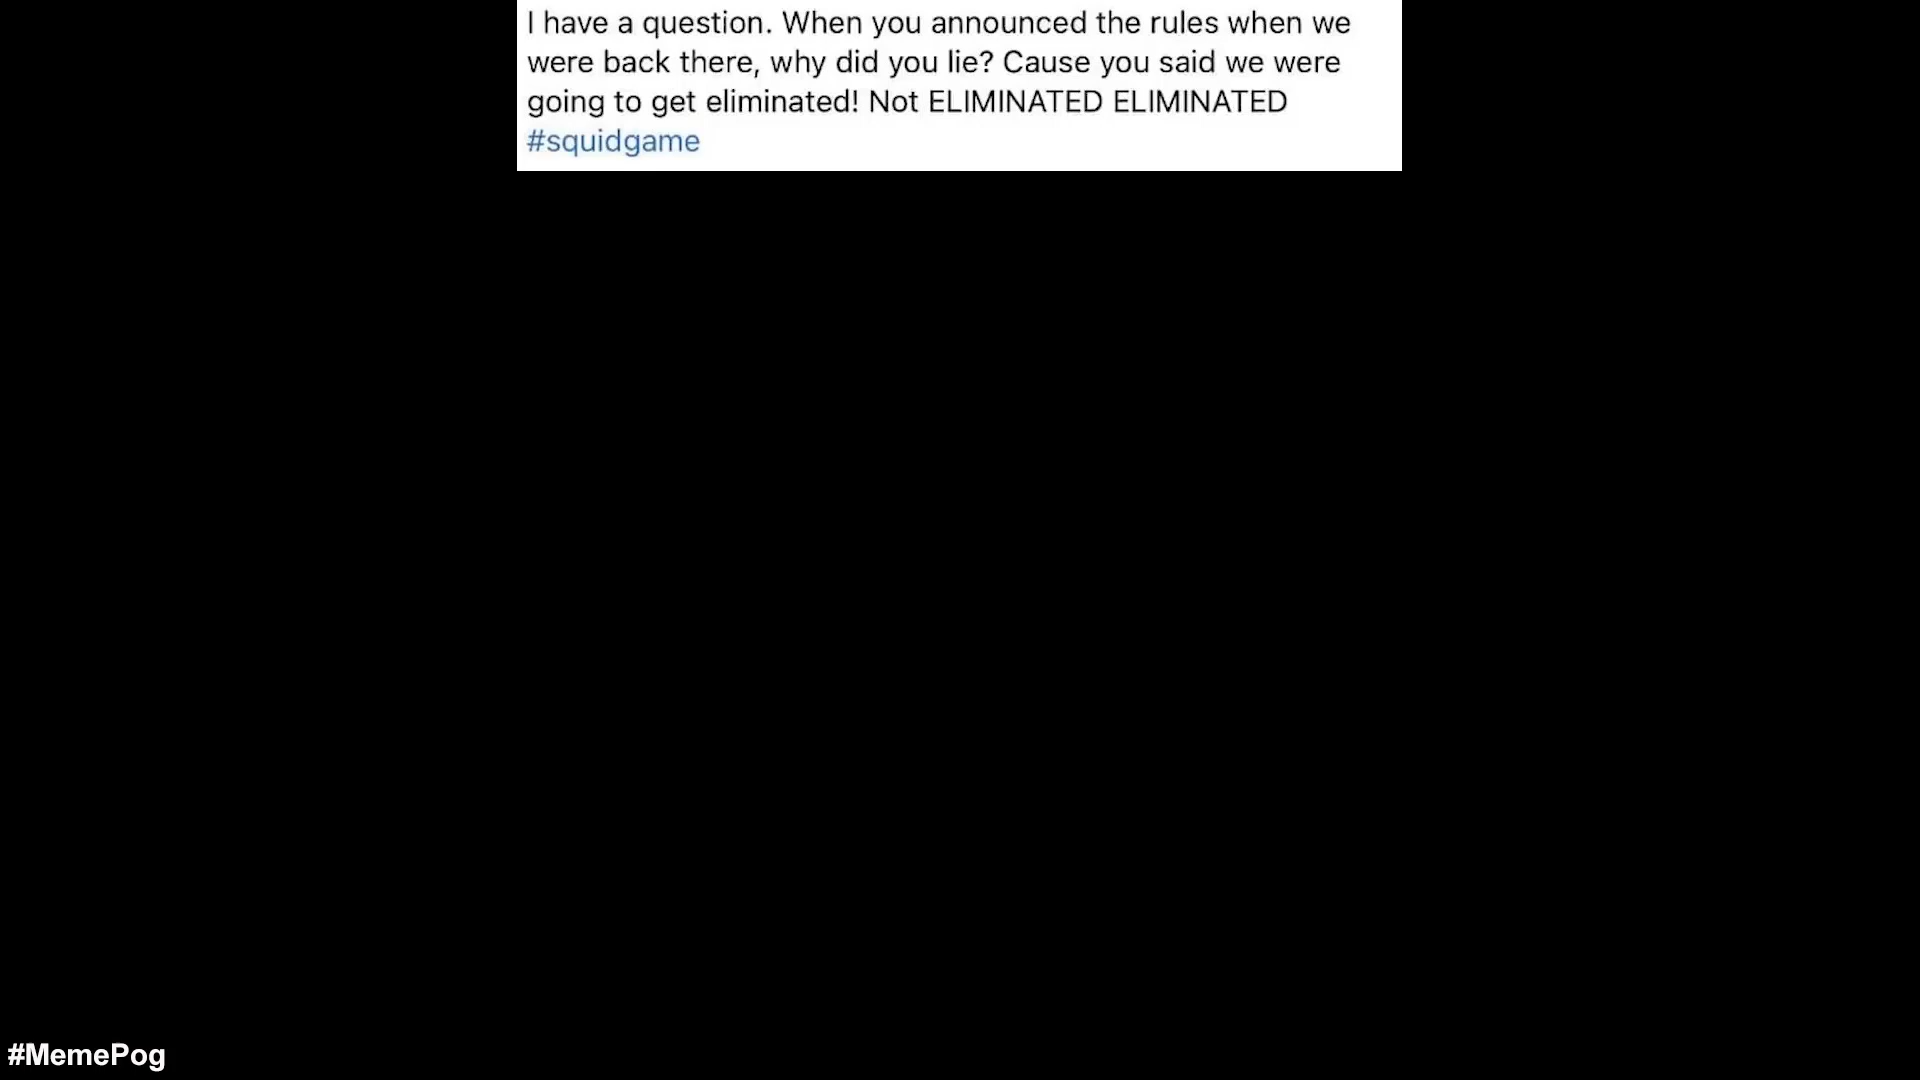 I have a question. When you announced the rules when we
were back there, why did you lie? Cause you said we were
going to get eliminated! Not ELIMINATED ELIMINATED
#squidgame
#MemePog